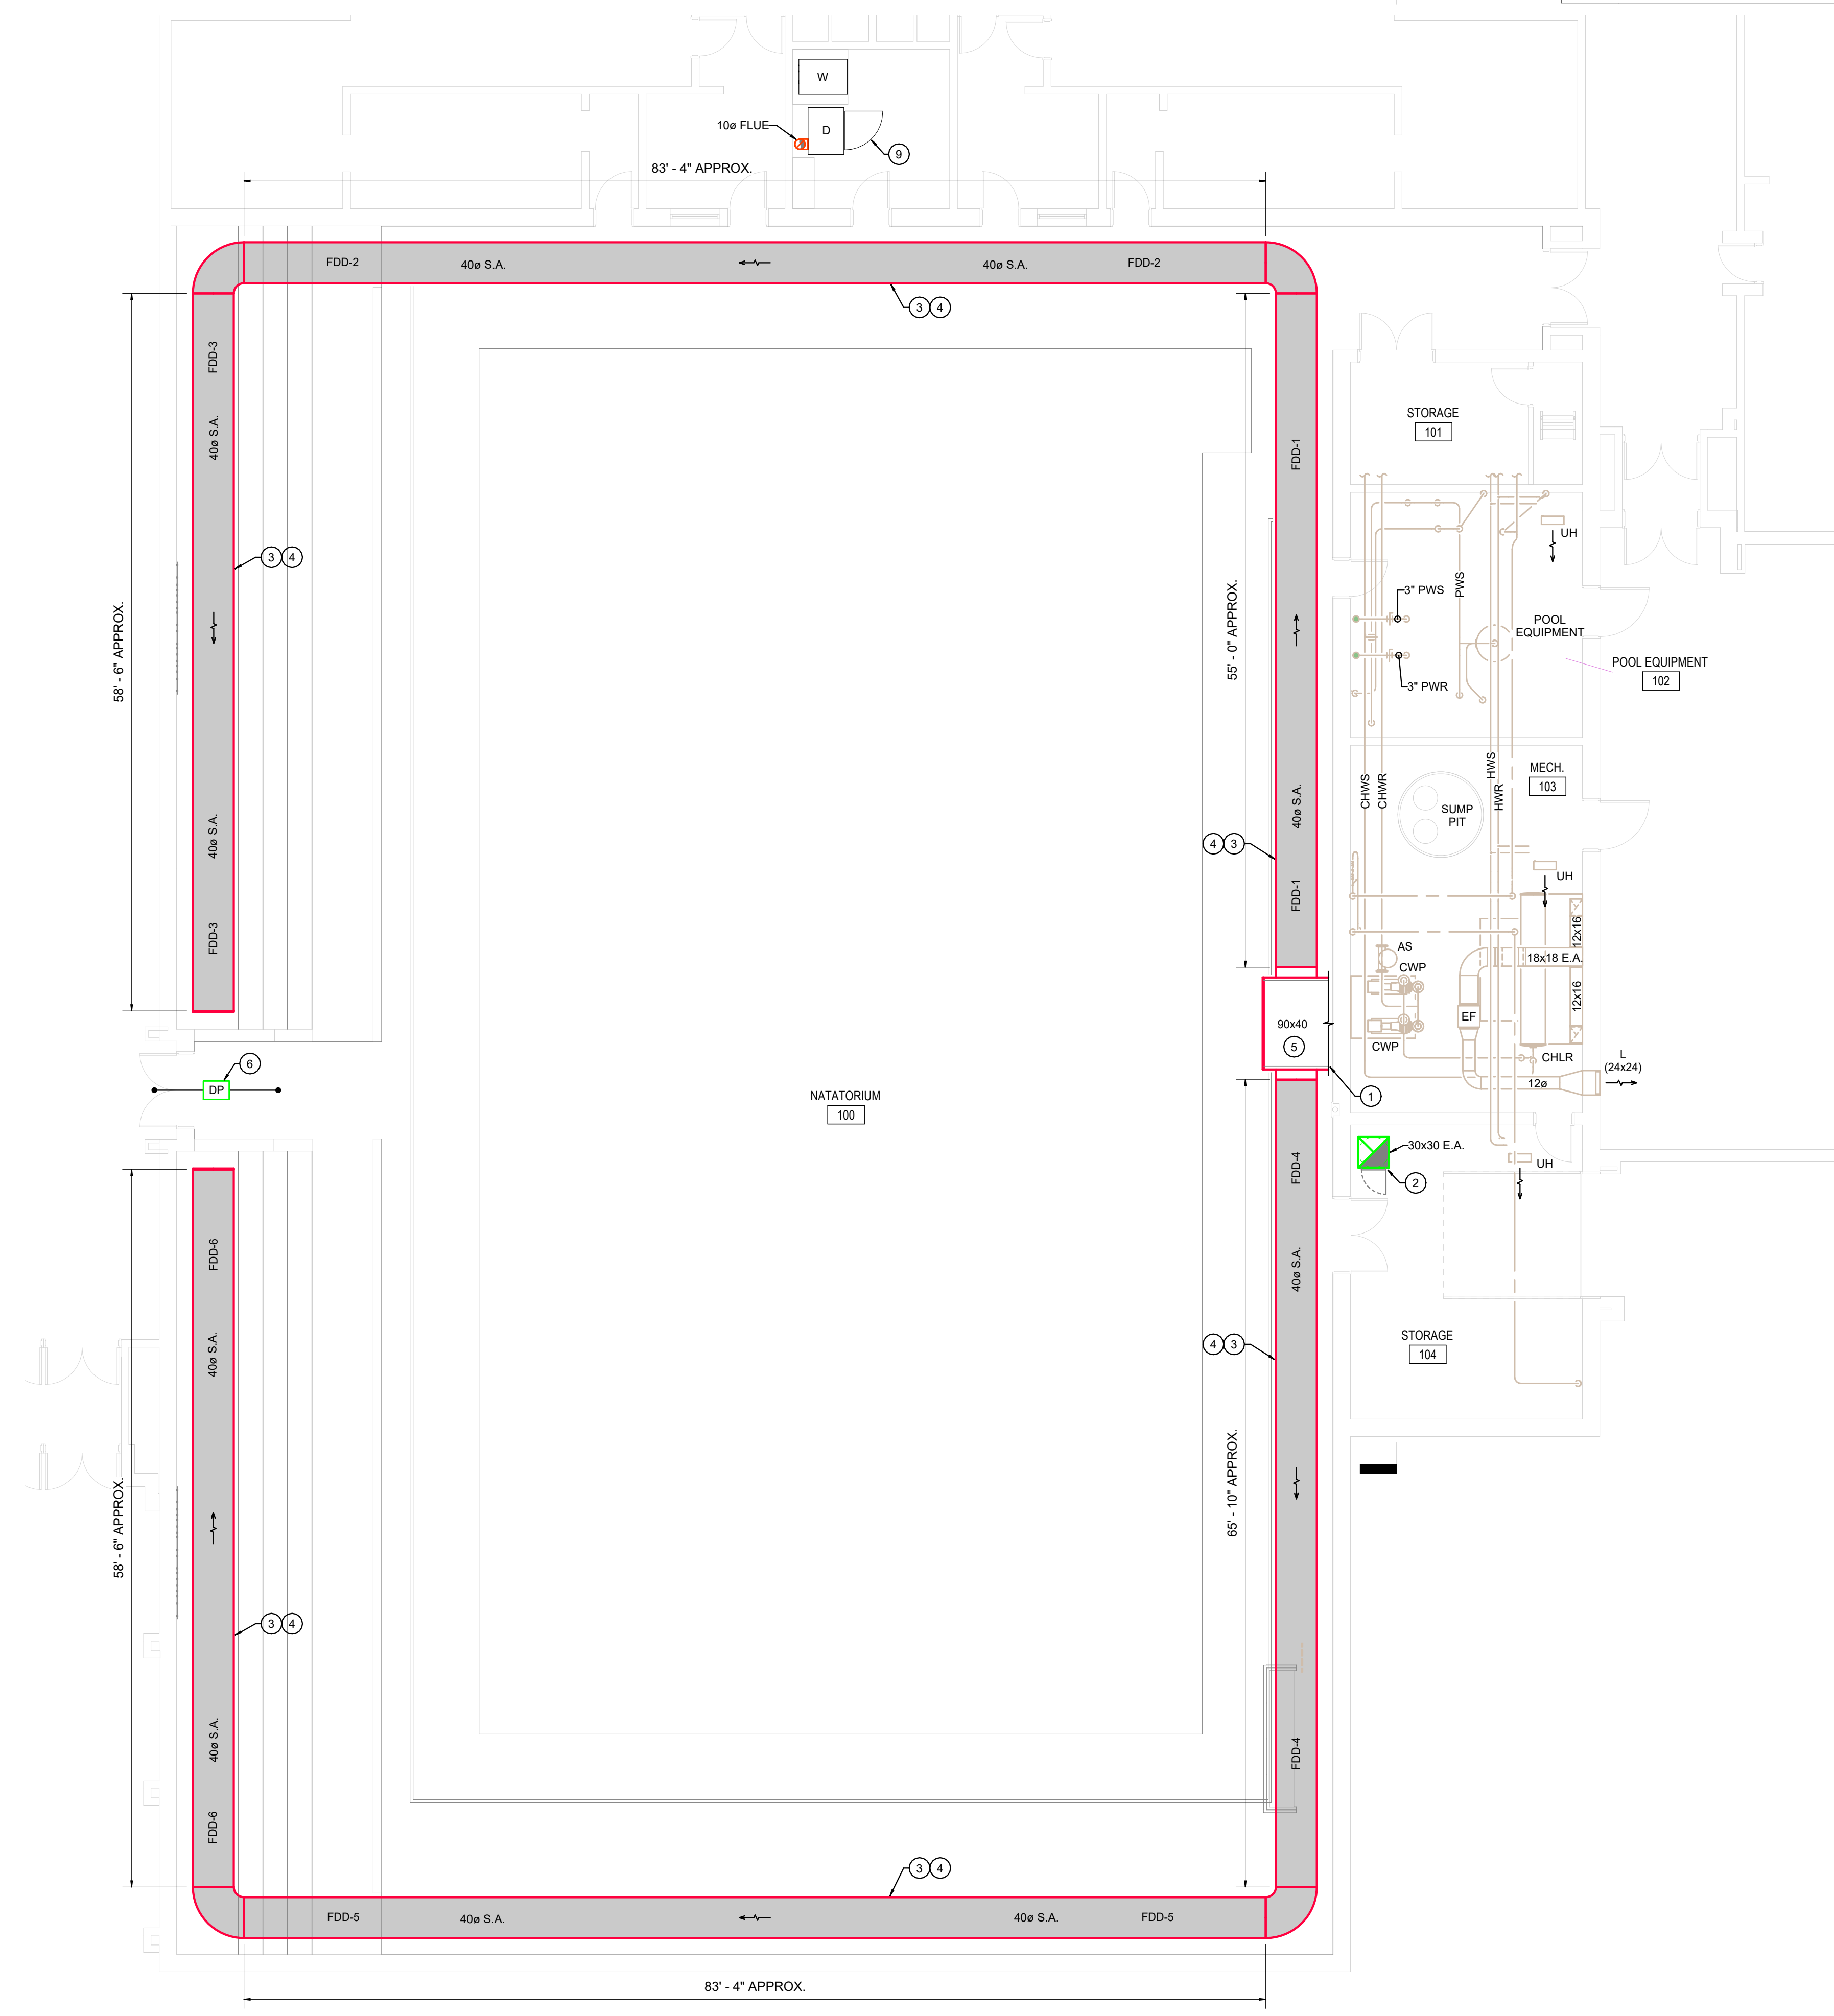 W
D
10ø FLUE
9
83' - 4" APPROX.
FDD-2
40ø S.A.
40ø S.A.
FDD-2
3 4
FDD-3
40ø S.A.
3 4
58' - 6" APPROX.
40ø S.A.
FDD-3
FDD-1
55' - 0" APPROX.
40ø S.A.
4 3
FDD-1
STORAGE
101
UH
PWS
3" PWS
POOL
EQUIPMENT
POOL EQUIPMENT
102
3" PWR
CHWS
CHWR
HWS
HWR
MECH.
103
SUMP
PIT
UH
12x16
AS
18x18 E.A.
CWP
12x16
EF
CWP
CHLR
L
(24x24)
12ø
90x40
5
1
6
DP
NATATORIUM
100
30x30 E.A.
2
UH
FDD-4
40ø S.A.
4 3
65' - 10" APPROX.
FDD-4
STORAGE
104
FDD-6
40ø S.A.
58' - 6" APPROX.
3 4
40ø S.A.
FDD-6
3 4
FDD-5
40ø S.A.
40ø S.A.
FDD-5
83' - 4" APPROX.